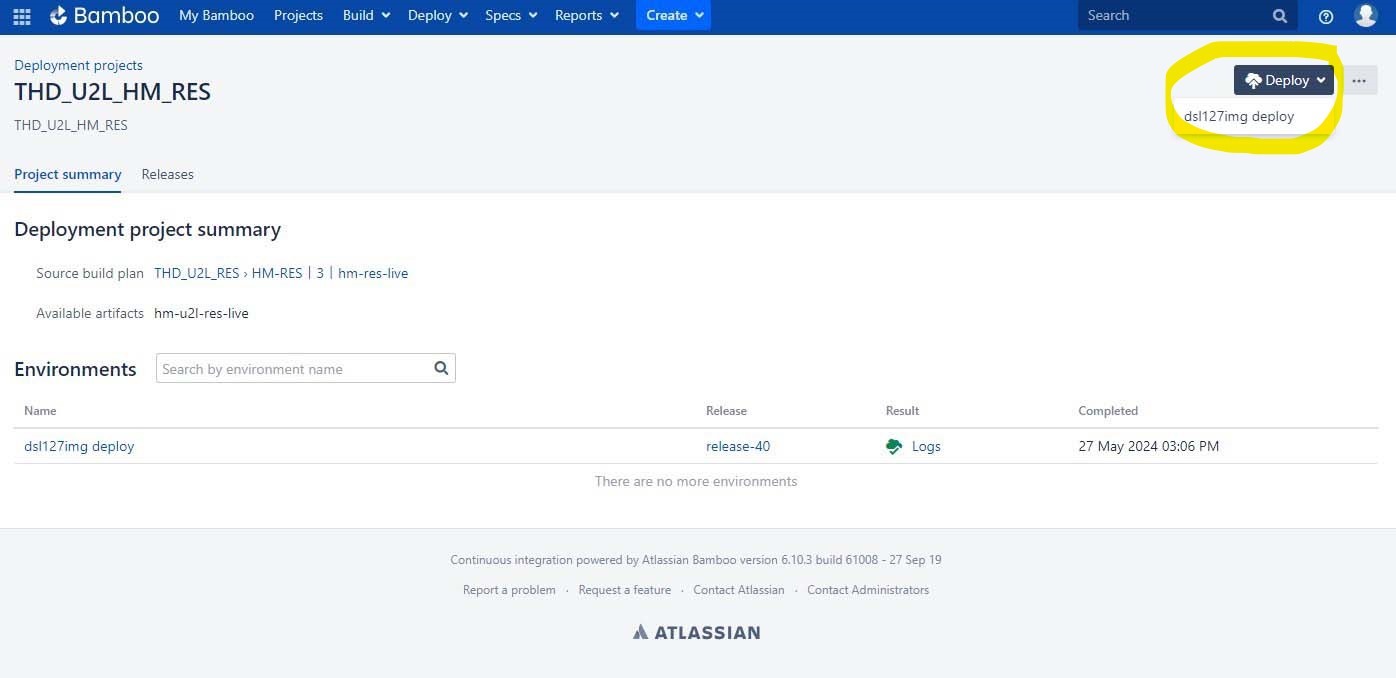 Bamboo My Bamboo Projects Build Deploy Specs Reports Create Search
Deployment projects
THD_U2L_HM_RES
Deploy
THD_U2L_HM_RES
dsl127img deploy
Project summary Releases
Deployment project summary
Source build plan THD_U2L_RES › HM-RES | 3 | hm-res-live
Available artifacts hm-u2l-res-live
Environments Search by environment name
Name Release Result Completed
dsl127img deploy release-40 Logs 27 May 2024 03:06 PM
There are no more environments
Continuous integration powered by Atlassian Bamboo version 6.10.3 build 61008 - 27 Sep 19
Report a problem · Request a feature · Contact Atlassian · Contact Administrators
ATLASSIAN